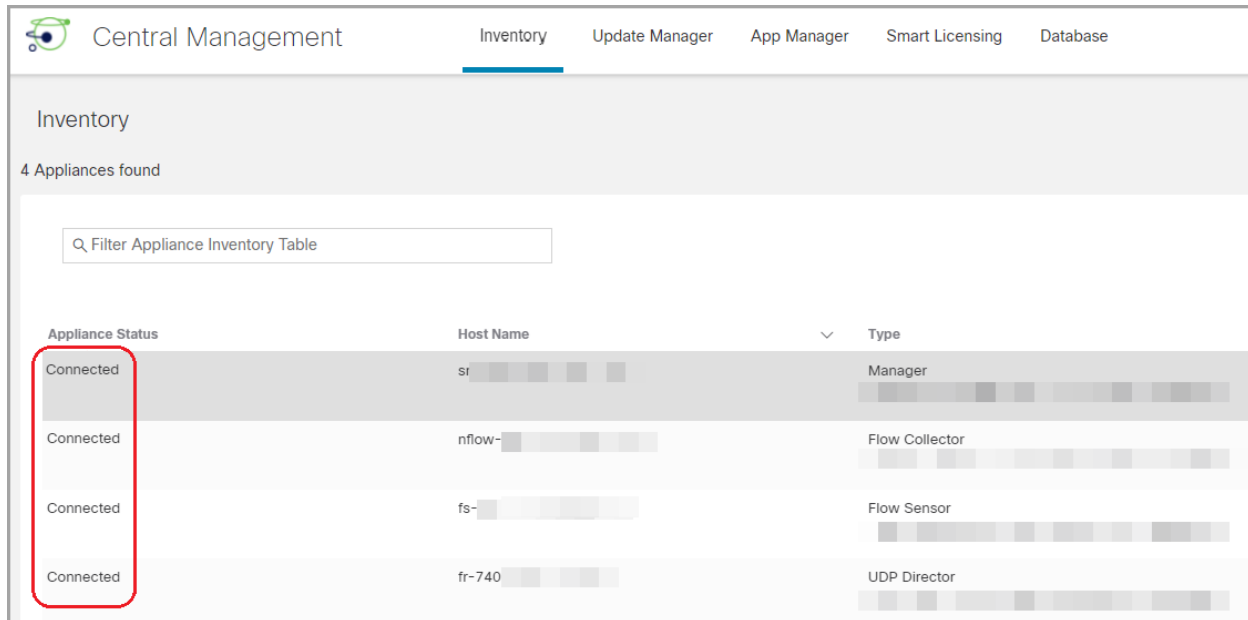 Central Management
Inventory Update Manager App Manager Smart Licensing Database
Inventory
4 Appliances found
Filter Appliance Inventory Table
Appliance Status Host Name Type
Connected sr Manager
Connected nflow- Flow Collector
Connected fs- Flow Sensor
Connected fr-740 UDP Director